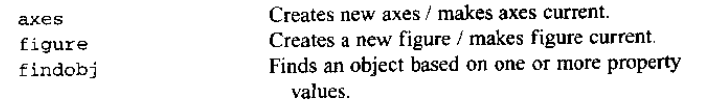 axes Creates new axes / makes axes current.
figure Creates a new figure / makes figure current.
findobj Finds an object based on one or more property
values.